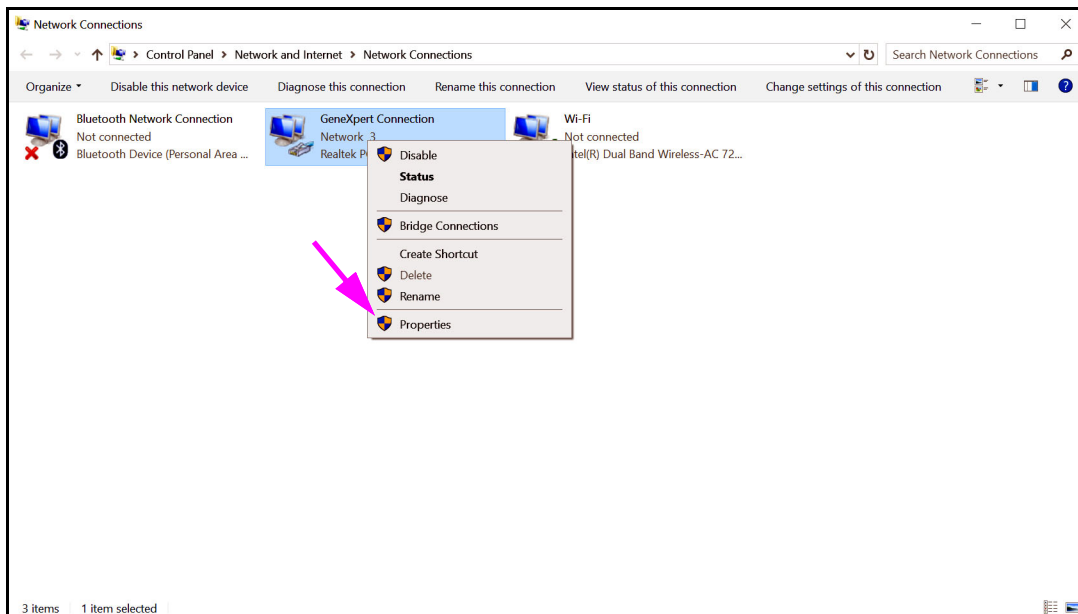 Network Connections
Control Panel > Network and Internet > Network Connections
Search Network Connections
Organize
Disable this network device
Diagnose this connection
Rename this connection
View status of this connection
Change settings of this connection
?
Bluetooth Network Connection
Not connected
Bluetooth Device (Personal Area ...
GeneXpert Connection
Network 3
Realtek
Wi-Fi
Not connected
tel(R) Dual Band Wireless-AC 72...
Disable
Status
Diagnose
Bridge Connections
Create Shortcut
Delete
Rename
Properties
3 items
1 item selected